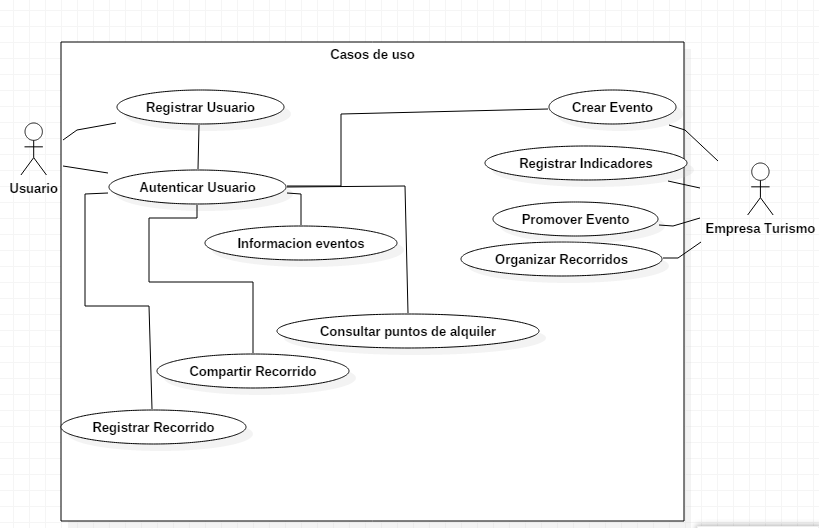 Casos de uso
Registrar Usuario
Crear Evento
Usuario
Autenticar Usuario
Registrar Indicadores
Empresa Turismo
Promover Evento
Informacion eventos
Organizar Recorridos
Consultar puntos de alquiler
Compartir Recorrido
Registrar Recorrido